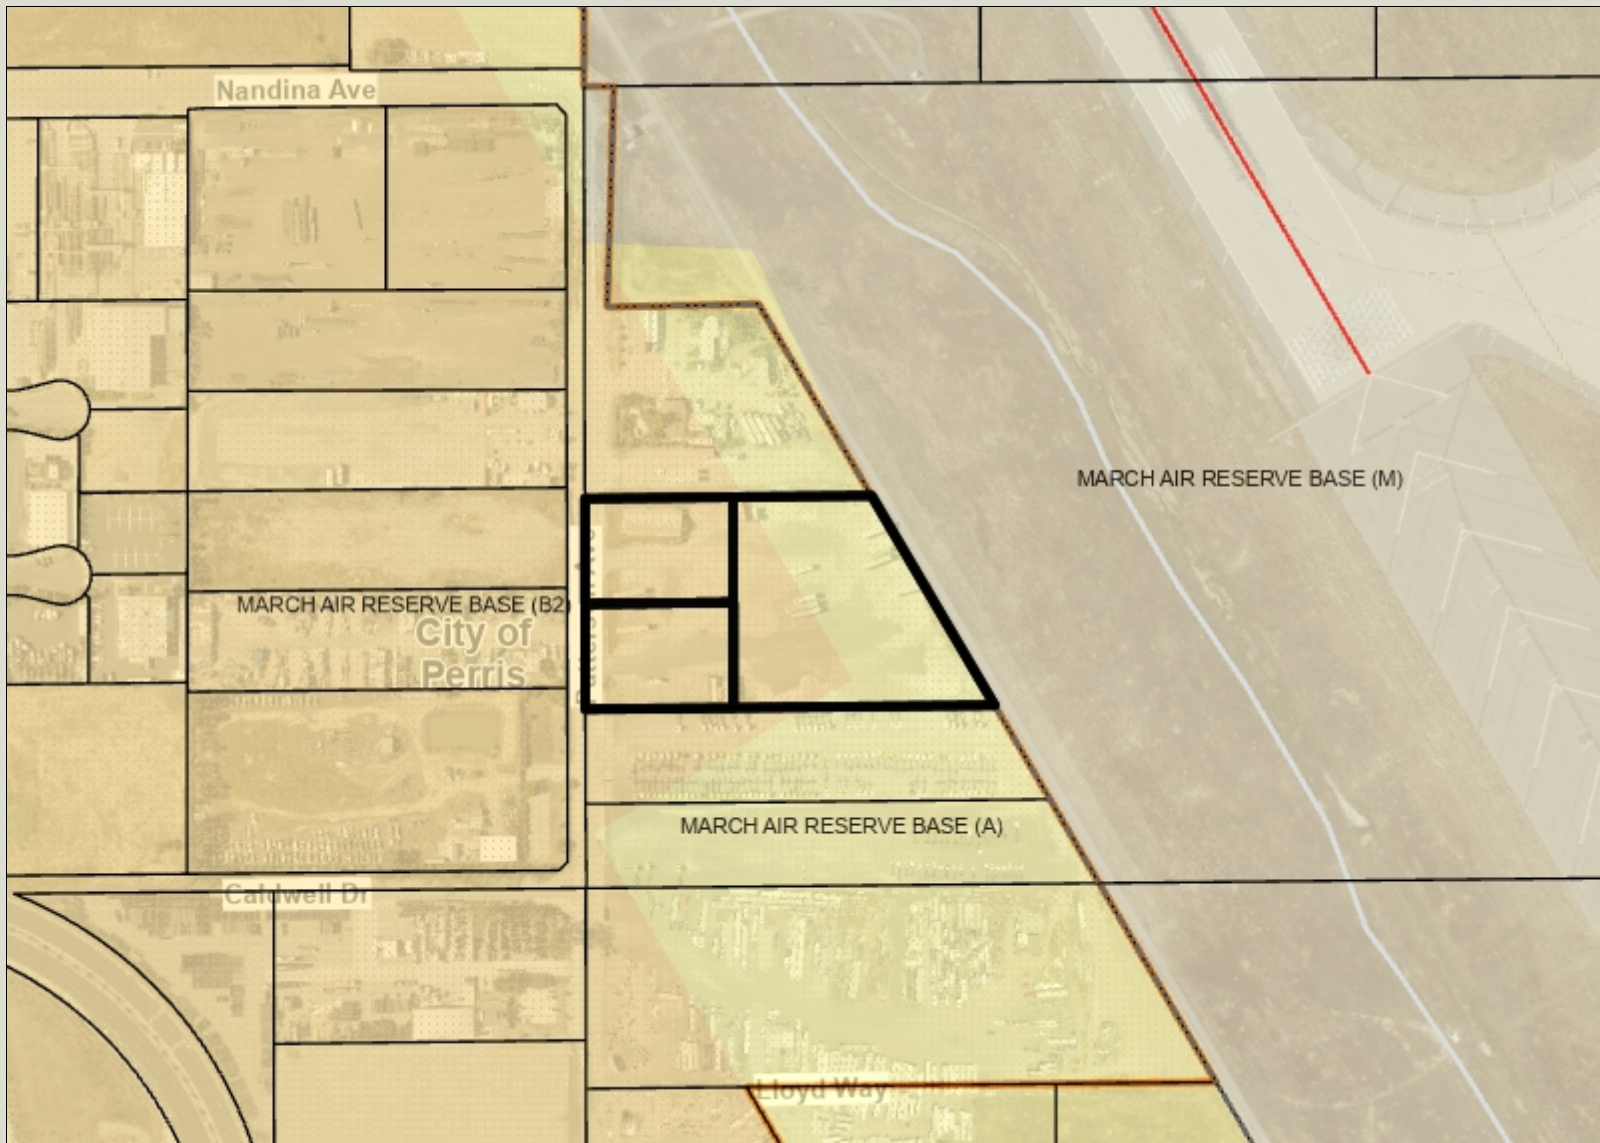 Nandina Ave
MARCH AIR RESERVE BASE (M)
MARCH AIR RESERVE BASE (B2)
City of
Perris
MARCH AIR RESERVE BASE (A)
Caldwell Dr
Lloyd Way